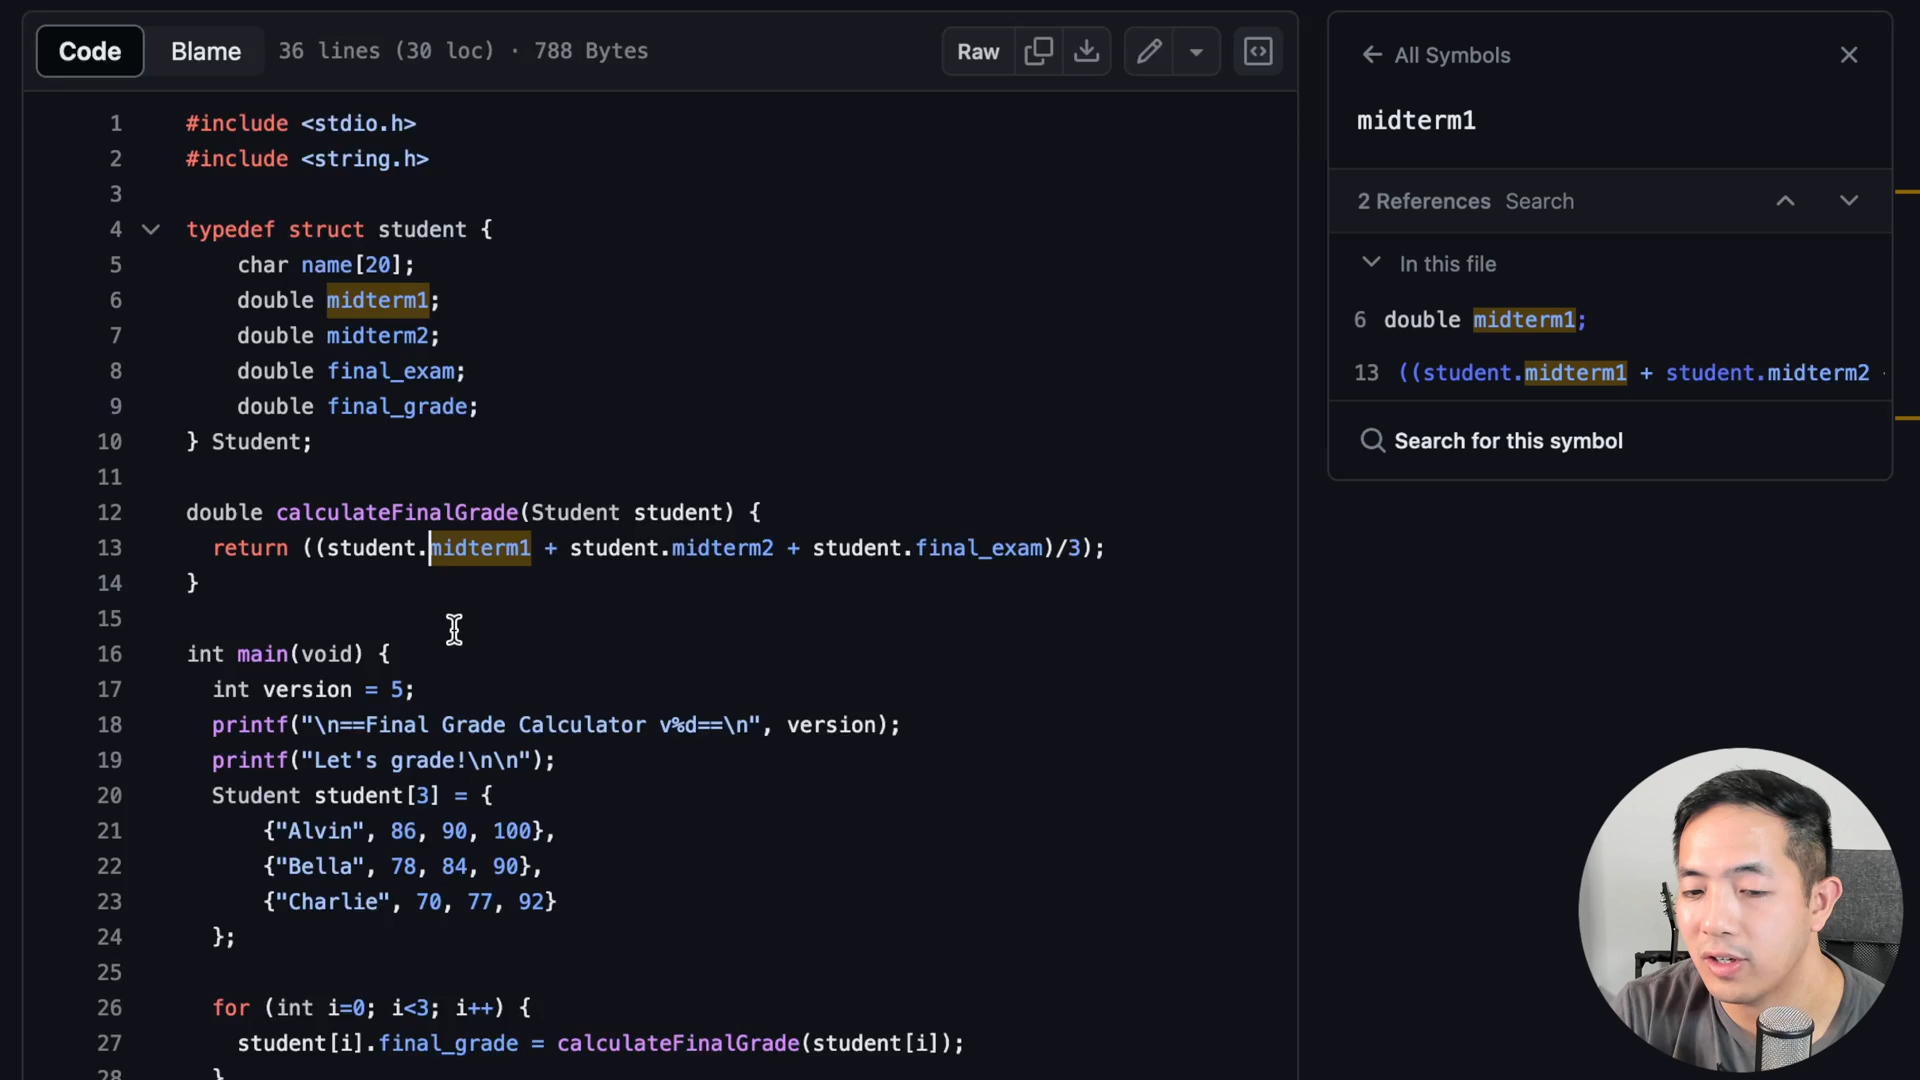 Code Blame 36 lines (30 loc) · 788 Bytes Raw
1 #include <stdio.h>
2 #include <string.h>
3
4 typedef struct student {
5 char name[20];
6 double midterm1;
7 double midterm2;
8 double final_exam;
9 double final_grade;
10 } Student;
11
12 double calculateFinalGrade(Student student) {
13 return ((student.midterm1 + student.midterm2 + student.final_exam)/3);
14 }
15
16 int main(void) {
17 int version = 5;
18 printf("\n==Final Grade Calculator v%d==\n", version);
19 printf("Let's grade!\n\n");
20 Student student[3] = {
21 {"Alvin", 86, 90, 100},
22 {"Bella", 78, 84, 90},
23 {"Charlie", 70, 77, 92}
24 };
25
26 for (int i=0; i<3; i++) {
27 student[i].final_grade = calculateFinalGrade(student[i]);
28 }
All Symbols
midterm1
2 References Search
In this file
6 double midterm1;
13 ((student.midterm1 + student.midterm2
Search for this symbol